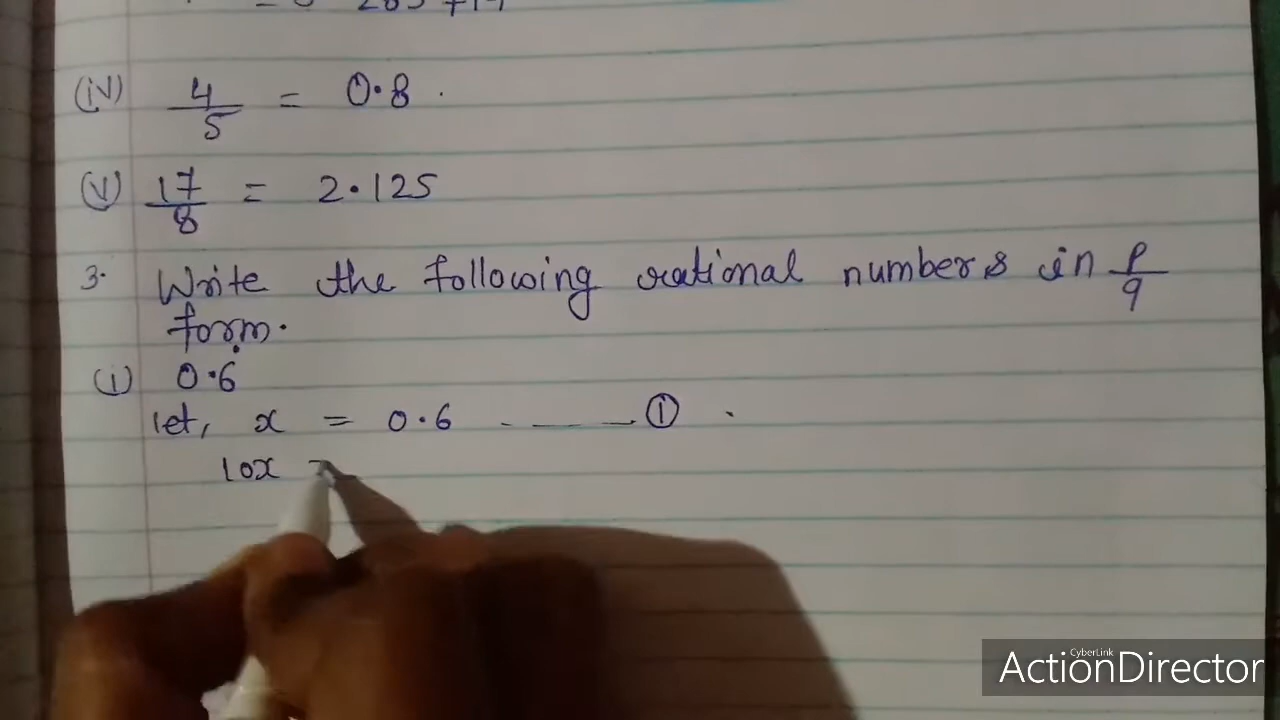 (iv) 4/5 = 0.8.
(v) 17/8 = 2.125
3. Write the following rational numbers in p/q
form.
(i) 0.6̇
let, x = 0.6 ---- ①.
10x =
CyberLink
ActionDirector